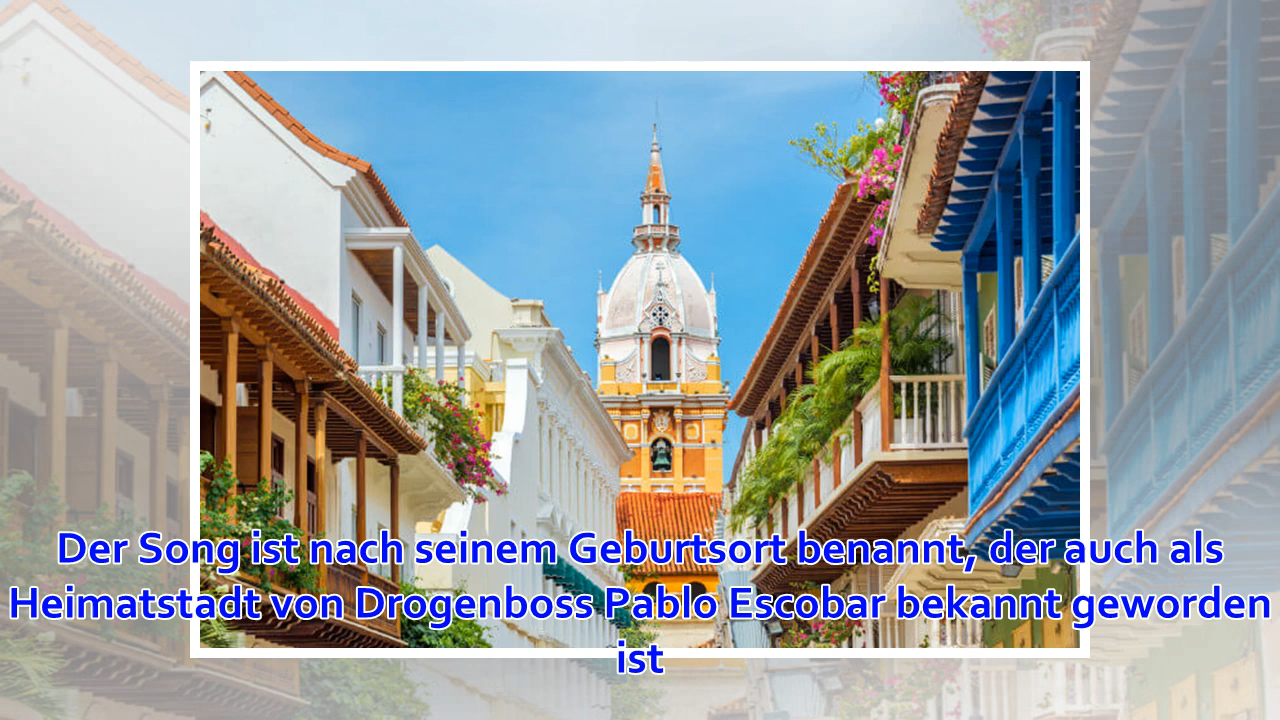 Der Song ist nach seinem Geburtsort benannt, der auch als
Heimatstadt von Drogenboss Pablo Escobar bekannt geworden
ist